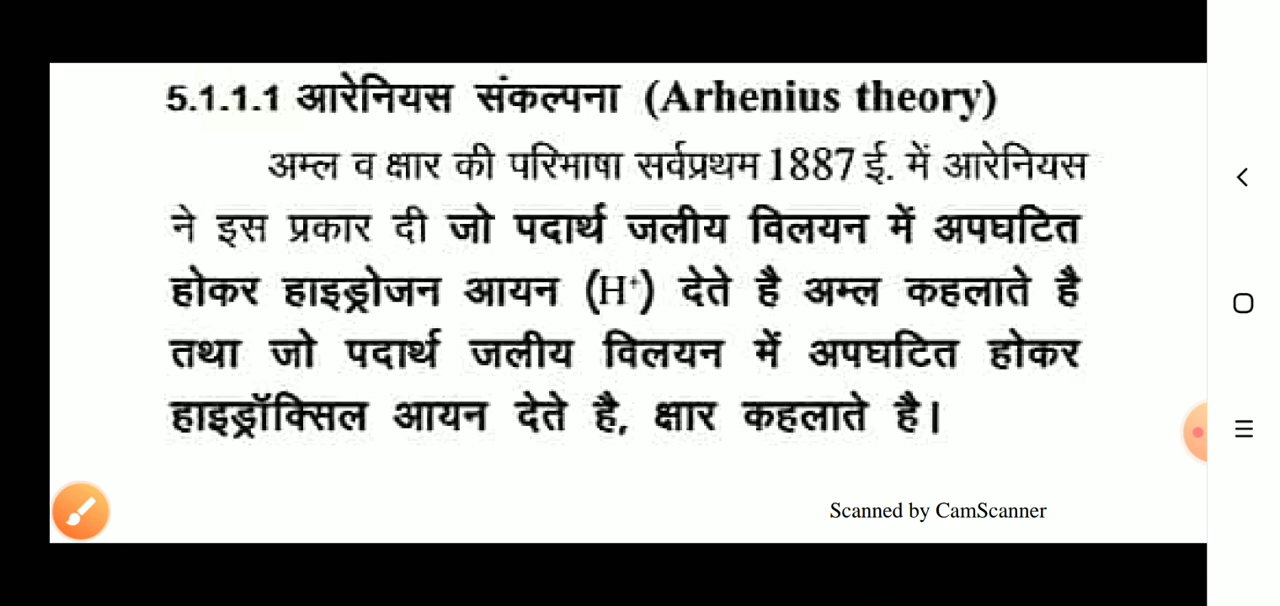 5.1.1.1 आरेनियस संकल्पना (Arhenius theory)
अम्ल व क्षार की परिभाषा सर्वप्रथम 1887 ई. में आरेनियस
ने इस प्रकार दी जो पदार्थ जलीय विलयन में अपघटित
होकर हाइड्रोजन आयन (H⁺) देते है अम्ल कहलाते है
तथा जो पदार्थ जलीय विलयन में अपघटित होकर
हाइड्रॉक्सिल आयन देते है, क्षार कहलाते है।
Scanned by CamScanner